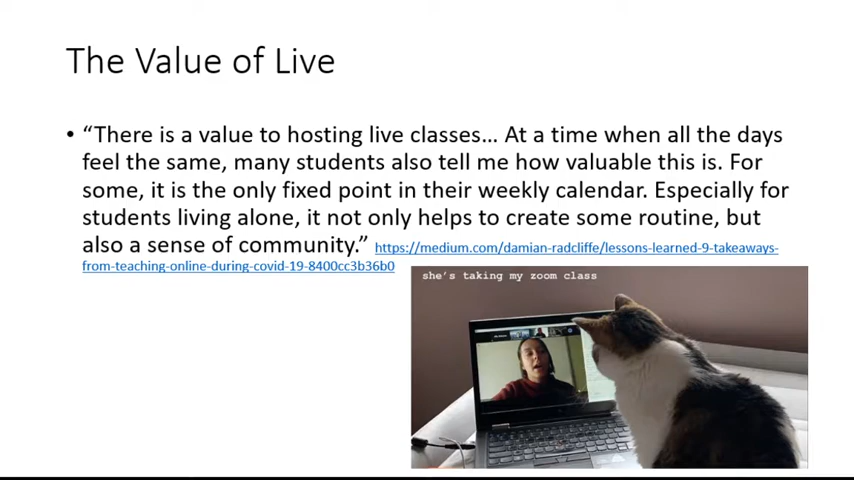 The Value of Live
• “There is a value to hosting live classes… At a time when all the days
feel the same, many students also tell me how valuable this is. For
some, it is the only fixed point in their weekly calendar. Especially for
students living alone, it not only helps to create some routine, but
also a sense of community.” https://medium.com/damian-radcliffe/lessons-learned-9-takeaways-
from-teaching-online-during-covid-19-8400cc3b36b0
she's taking my zoom class